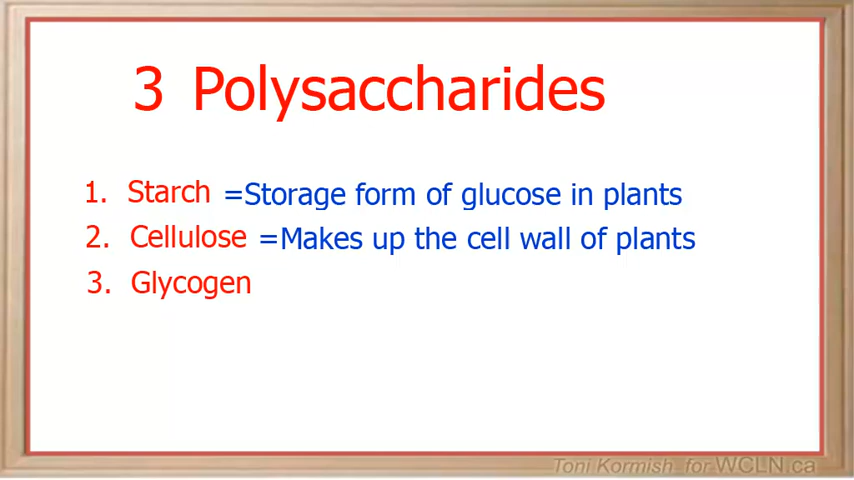 3 Polysaccharides
1. Starch =Storage form of glucose in plants
2. Cellulose =Makes up the cell wall of plants
3. Glycogen
Toni Kormish for WCLN.ca